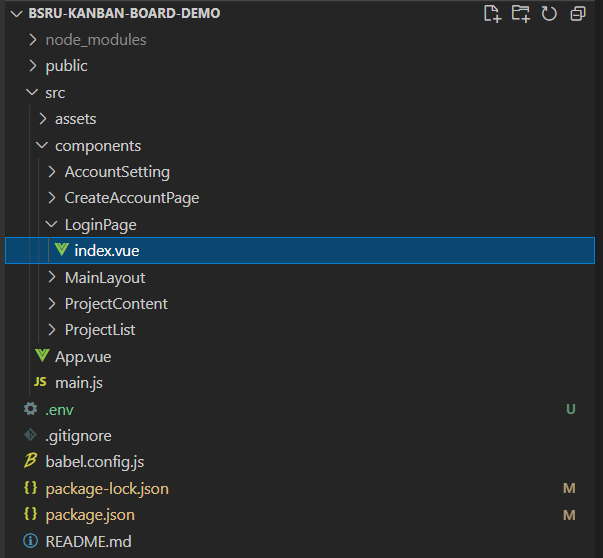 BSRU-KANBAN-BOARD-DEMO
node_modules
public
src
assets
components
AccountSetting
CreateAccountPage
LoginPage
index.vue
MainLayout
ProjectContent
ProjectList
App.vue
JS main.js
.env U
.gitignore
babel.config.js
{} package-lock.json M
{} package.json M
README.md